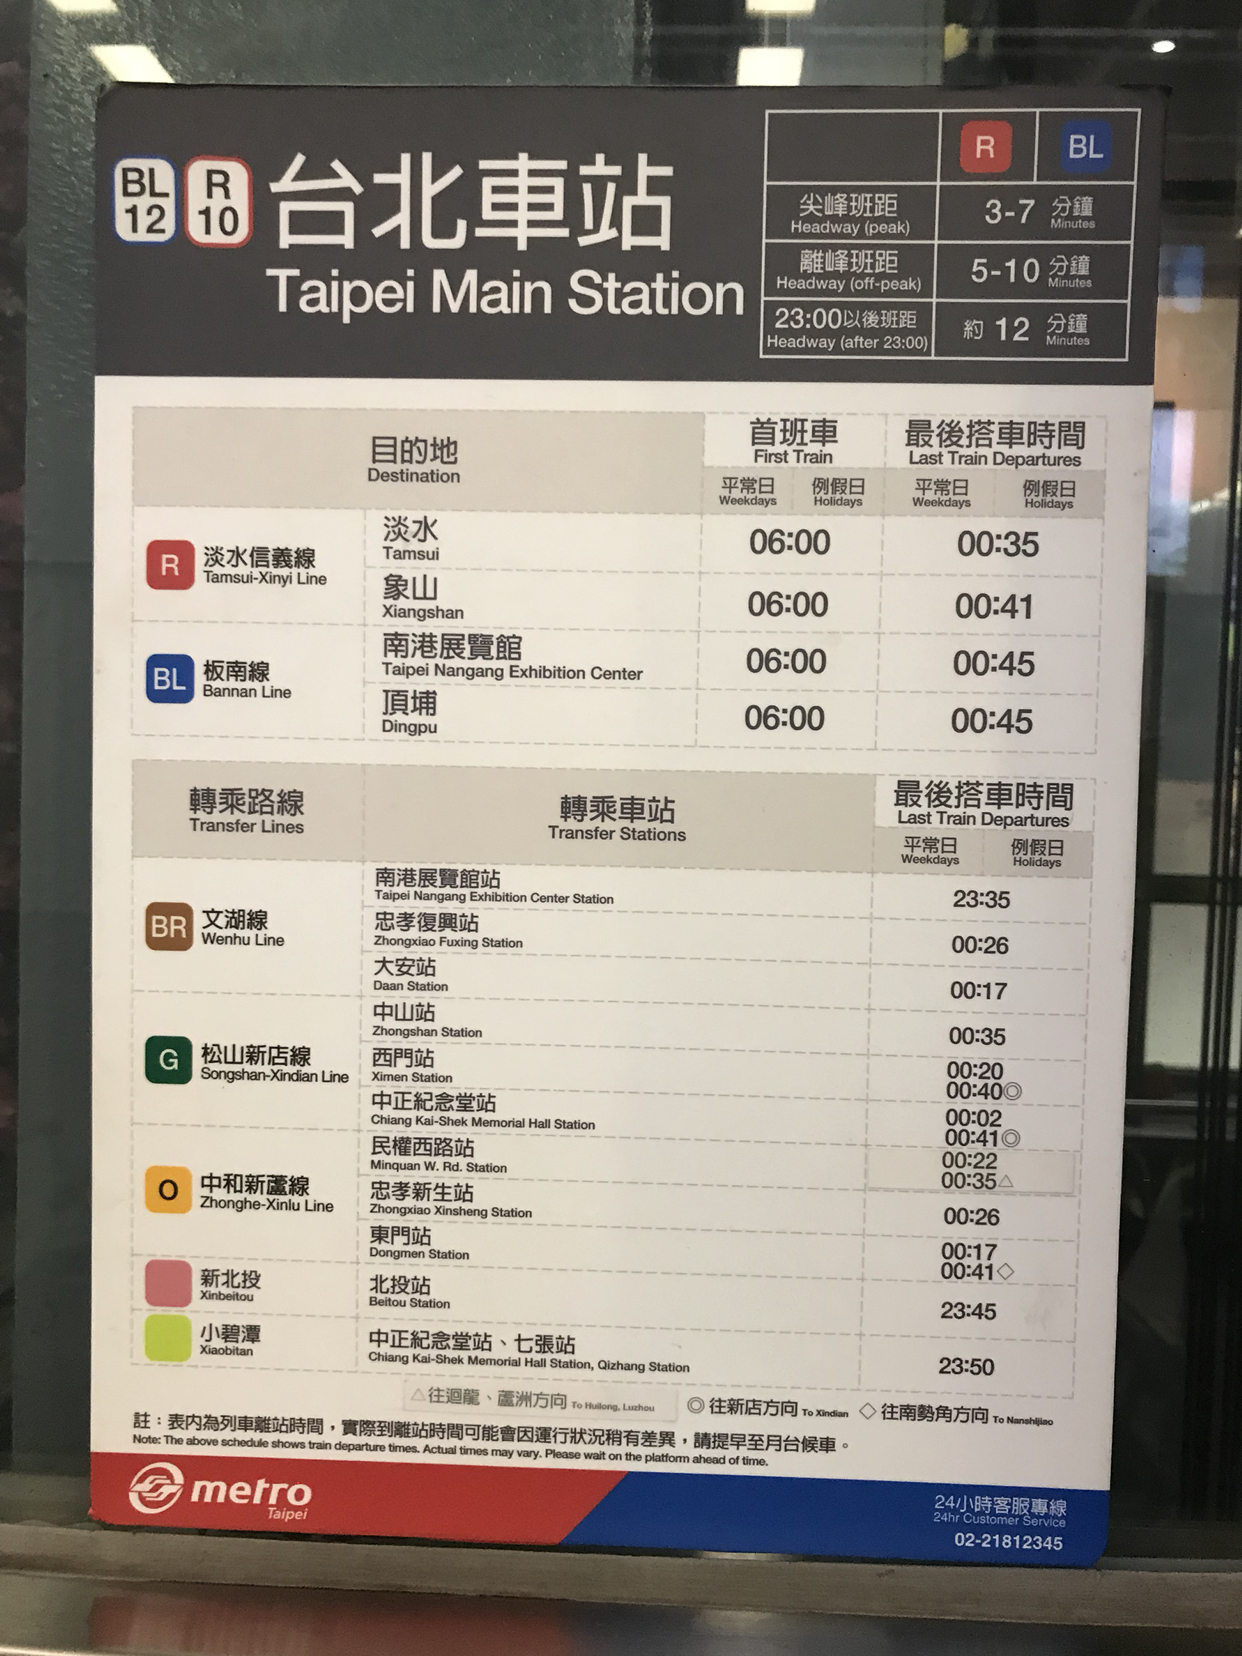 BL 12
R 10
台北車站
Taipei Main Station
R BL
尖峰班距 3-7 分鐘
Headway (peak) Minutes
離峰班距 5-10 分鐘
Headway (off-peak) Minutes
23:00以後班距 約 12 分鐘
Headway (after 23:00) Minutes
目的地 首班車 最後搭車時間
Destination First Train Last Train Departures
平常日 例假日 平常日 例假日
Weekdays Holidays Weekdays Holidays
R 淡水信義線
Tamsui-Xinyi Line
淡水 06:00 00:35
Tamsui
象山 06:00 00:41
Xiangshan
BL 板南線
Bannan Line
南港展覽館 06:00 00:45
Taipei Nangang Exhibition Center
頂埔 06:00 00:45
Dingpu
轉乘路線 轉乘車站 最後搭車時間
Transfer Lines Transfer Stations Last Train Departures
平常日 例假日
Weekdays Holidays
BR 文湖線
Wenhu Line
南港展覽館站 23:35
Taipei Nangang Exhibition Center Station
忠孝復興站 00:26
Zhongxiao Fuxing Station
大安站 00:17
Daan Station
G 松山新店線
Songshan-Xindian Line
中山站 00:35
Zhongshan Station
西門站 00:20
Ximen Station 00:40◎
中正紀念堂站 00:02
Chiang Kai-Shek Memorial Hall Station 00:41◎
O 中和新蘆線
Zhonghe-Xinlu Line
民權西路站 00:22
Minquan W. Rd. Station 00:35△
忠孝新生站 00:26
Zhongxiao Xinsheng Station
東門站 00:17
Dongmen Station 00:41◇
新北投 北投站 23:45
Xinbeitou Beitou Station
小碧潭 中正紀念堂站、七張站 23:50
Xiaobitan Chiang Kai-Shek Memorial Hall Station, Qizhang Station
△往迴龍、蘆洲方向 To Huilong, Luzhou ◎往新店方向 To Xindian ◇往南勢角方向 To Nanshijiao
註：表內為列車離站時間，實際到離站時間可能會因運行狀況稍有差異，請提早至月台候車。
Note: The above schedule shows train departure times. Actual times may vary. Please wait on the platform ahead of time.
metro
Taipei
24小時客服專線
24hr Customer Service
02-21812345